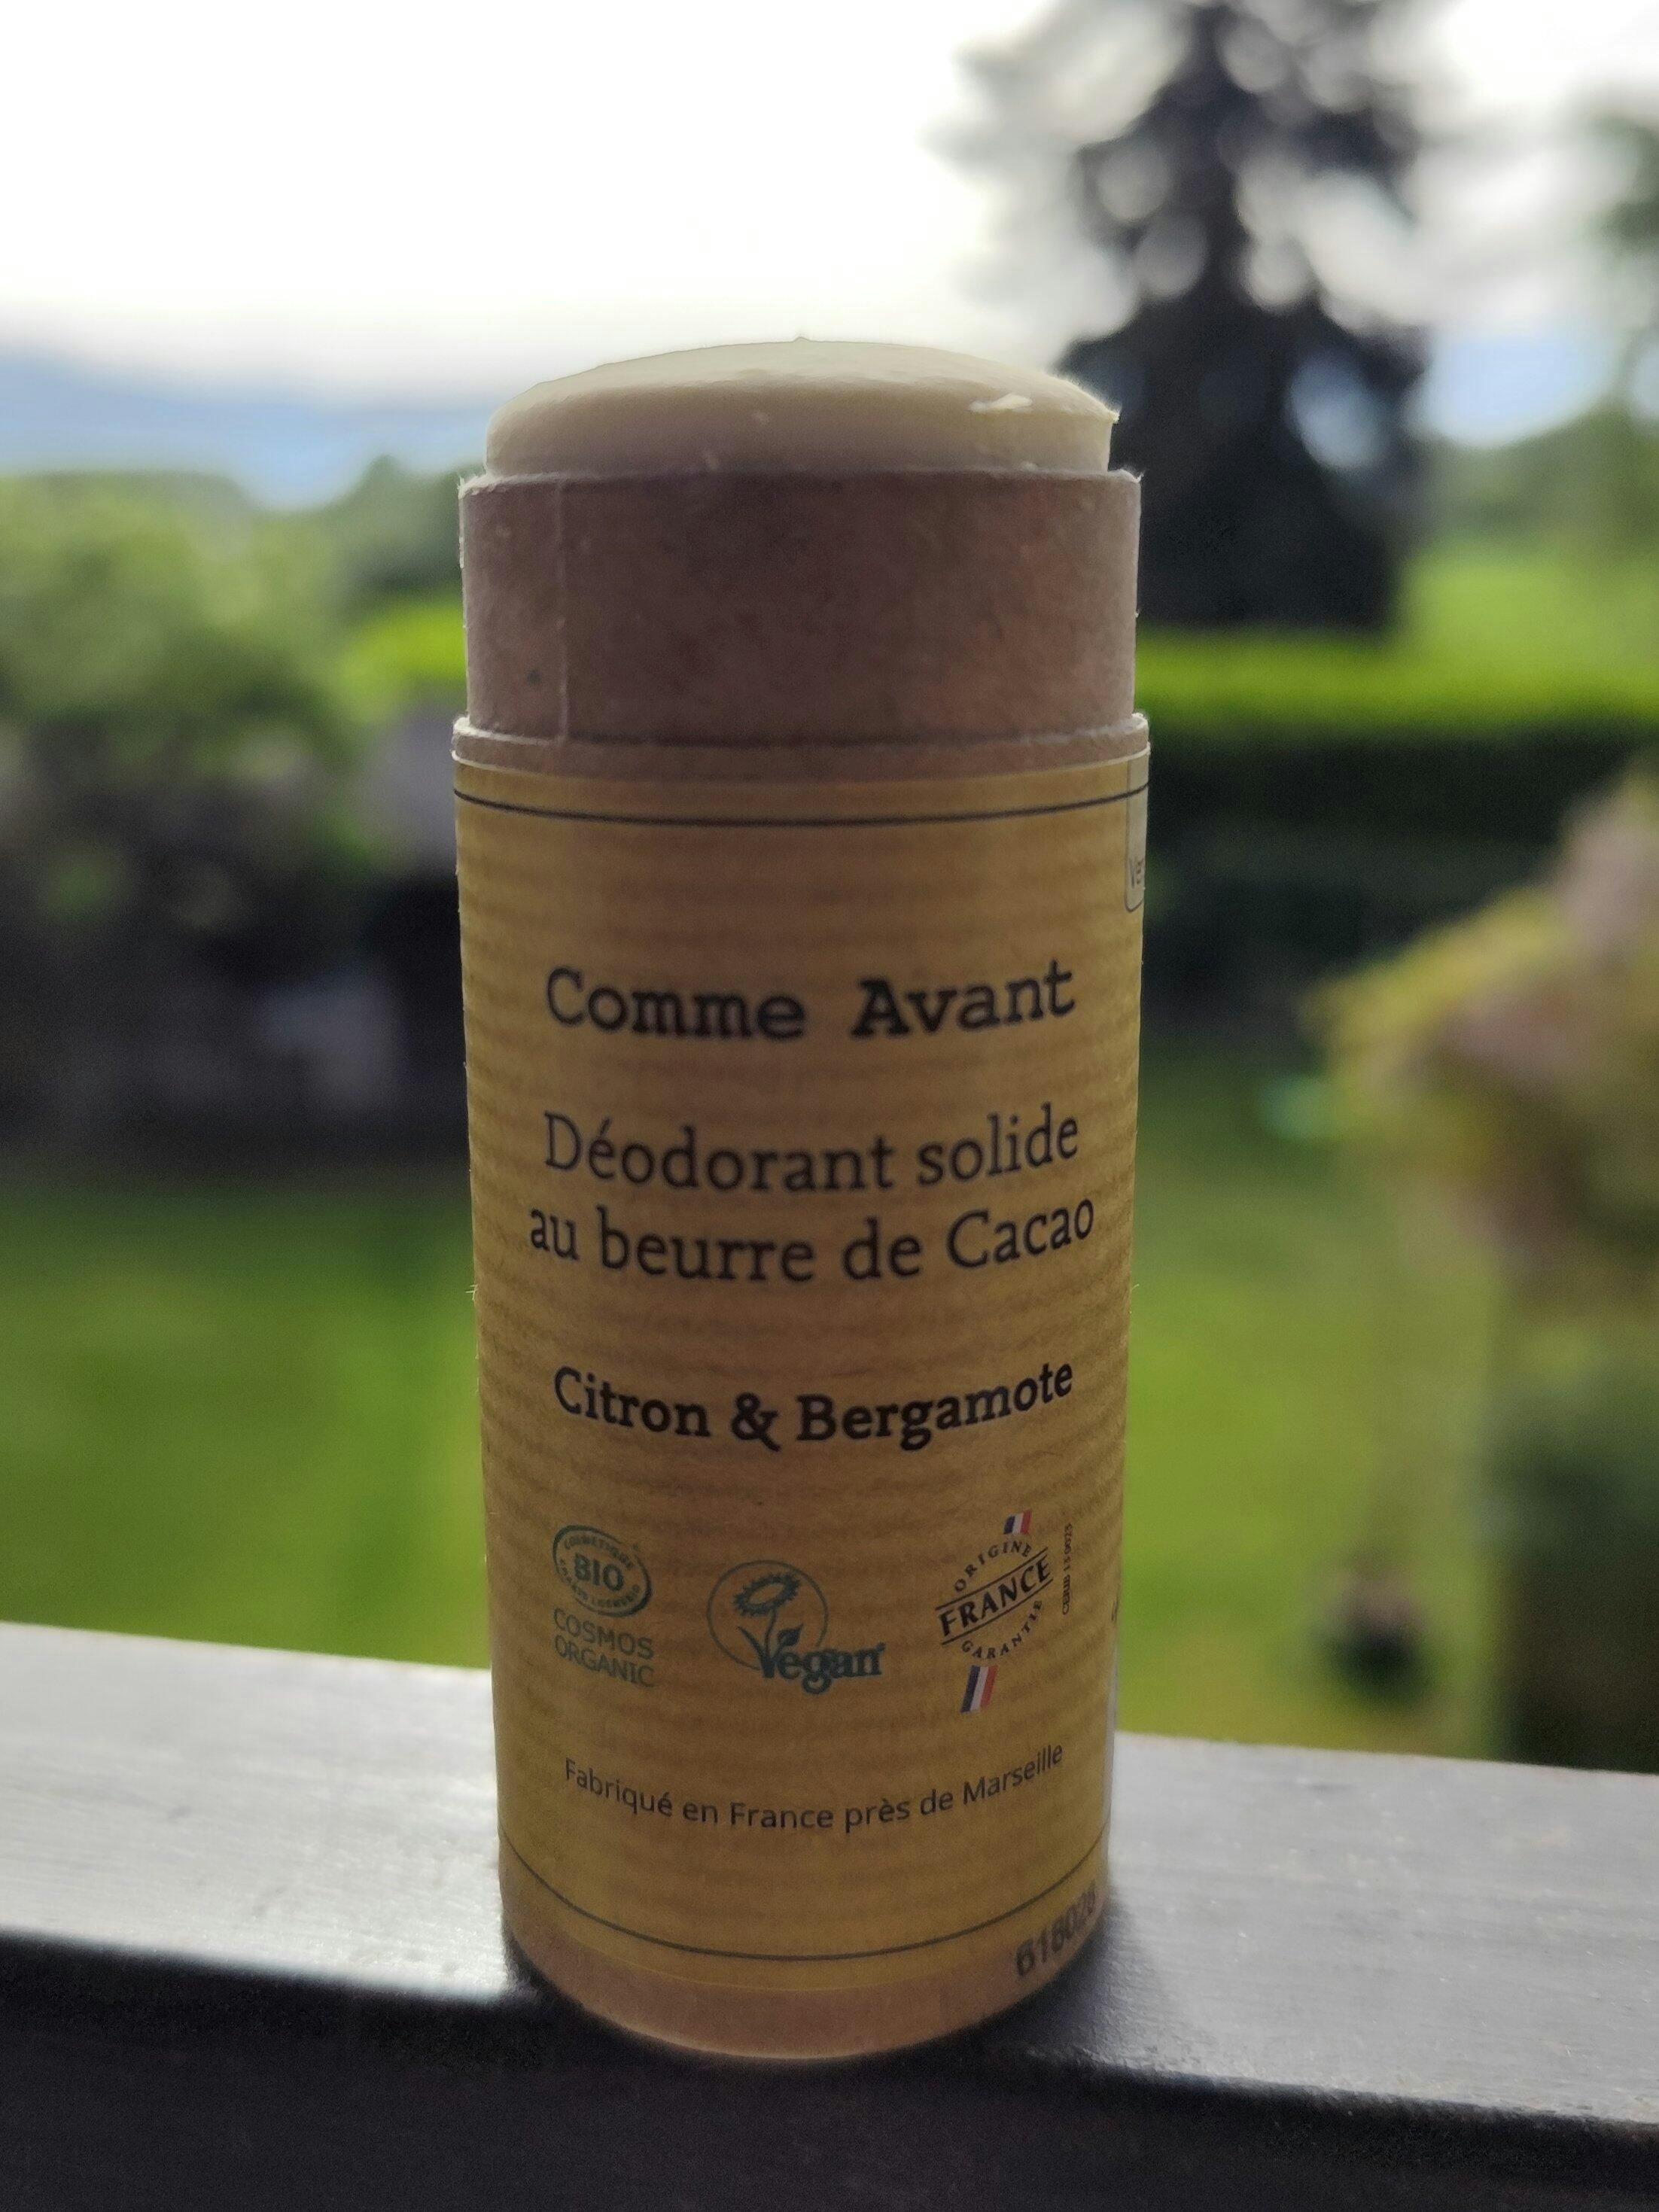 Comme Avant
Déodorant solide
au beurre de Cacao
Citron & Bergamote
COSMÉTIQUE
BIO
COSMOS
ORGANIC
Vegan
ORIGINE
FRANCE
GARANTIE
Fabriqué en France près de Marseille